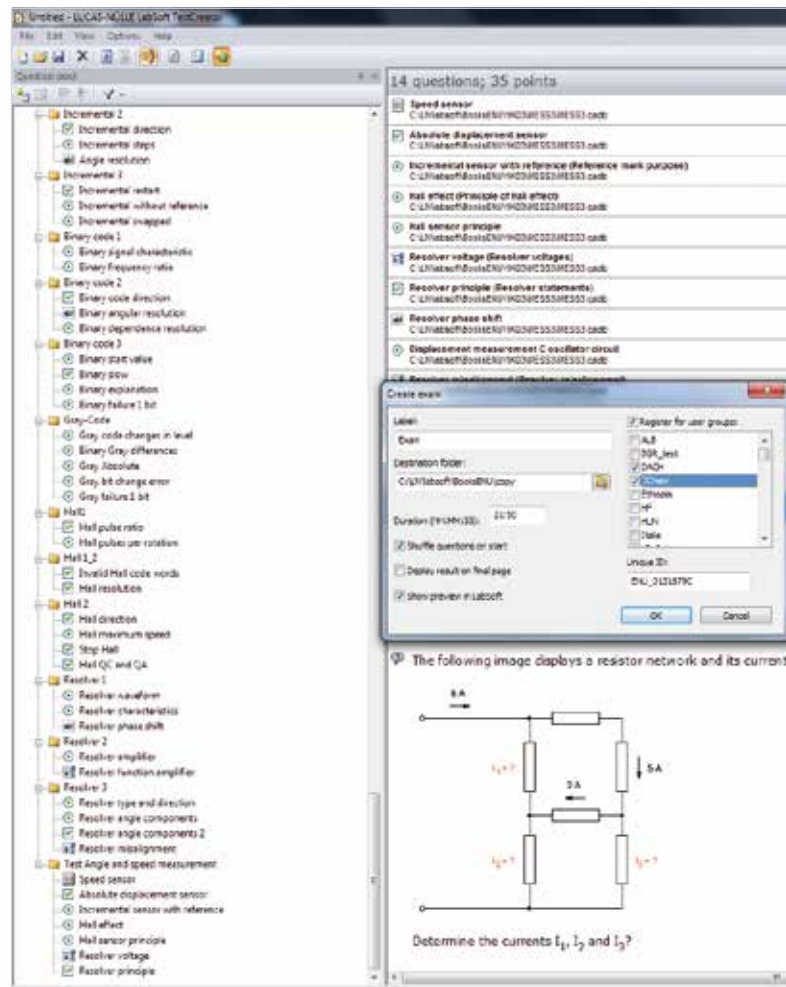 Untitled - LUCAS-NÜLLE LabSoft TestCreator
File Edit View Options Help
Question pool
Incremental 2
Incremental direction
Incremental steps
Angle resolution
Incremental 3
Incremental restart
Incremental without reference
Incremental swapped
Binary code 1
Binary signal characteristic
Binary frequency ratio
Binary code 2
Binary code direction
Binary angular resolution
Binary dependence resolution
Binary code 3
Binary start value
Binary slow
Binary explanation
Binary failure 1 bit
Gray-Code
Gray code changes in level
Binary Gray differences
Gray Absolute
Gray bit change error
Gray failure 1 bit
Hall1
Hall pulse ratio
Hall pulses per rotation
Hall 1_2
Invalid Hall code words
Hall resolution
Hall 2
Hall direction
Hall maximum speed
Stop Hall
Hall QC and QA
Resolver 1
Resolver waveform
Resolver characteristics
Resolver phase shift
Resolver 2
Resolver amplifier
Resolver function amplifier
Resolver 3
Resolver type and direction
Resolver angle components
Resolver angle components 2
Resolver misalignment
Test Angle and speed measurement
Speed sensor
Absolute displacement sensor
Incremental sensor with reference
Hall effect
Hall sensor principle
Resolver voltage
Resolver principle
14 questions; 35 points
Speed sensor
Absolute displacement sensor
Incremental sensor with reference (Reference mark purpose)
Hall effect (Principle of Hall effect)
Hall sensor principle
Resolver voltage (Resolver voltages)
Resolver principle (Resolver statements)
Resolver phase shift
Displacement measurement C oscillator circuit
Create exam
Label:
Exam
Destination folder:
Duration (HH:MM:SS):
Shuffle questions on start
Display result on final page
Show preview in LabSoft
Register for user groups:
ALB
DACH
Ethiopia
HF
HLN
Italia
Unique ID:
OK Cancel
The following image displays a resistor network and its current
6 A
I₁ = ?
5 A
3 A
I₂ = ?
I₃ = ?
Determine the currents I₁, I₂ and I₃?